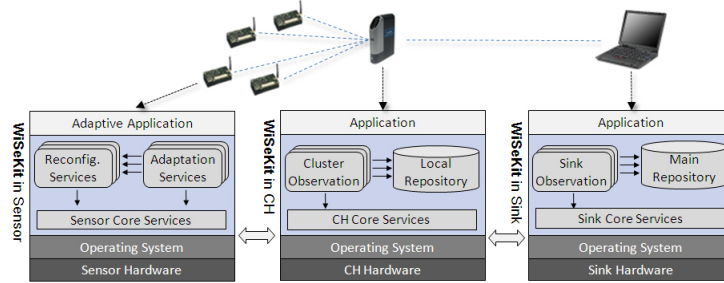 WiSeKit in Sensor
Adaptive Application
Reconfig.
Services
Adaptation
Services
Sensor Core Services
Operating System
Sensor Hardware
WiSeKit in CH
Application
Cluster
Observation
Local
Repository
CH Core Services
Operating System
CH Hardware
WiSeKit in Sink
Application
Sink
Observation
Main
Repository
Sink Core Services
Operating System
Sink Hardware